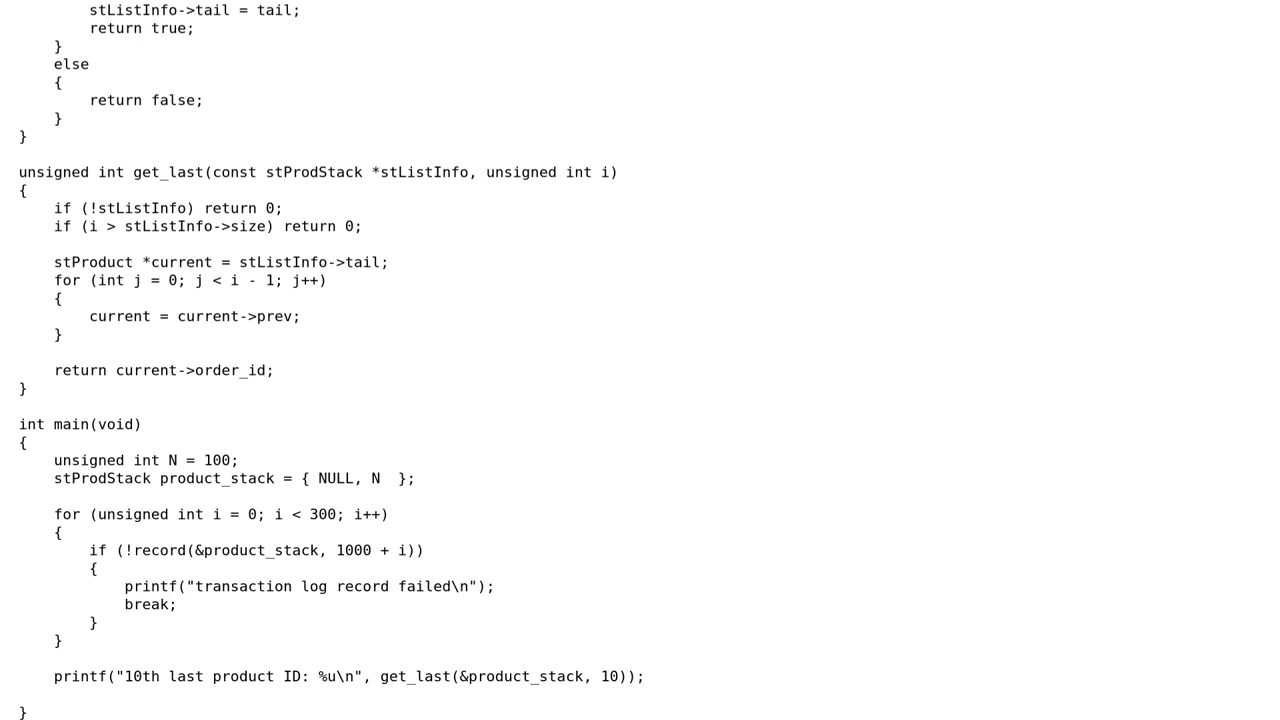 stListInfo->tail = tail;
        return true;
    }
    else
    {
        return false;
    }
}

unsigned int get_last(const stProdStack *stListInfo, unsigned int i)
{
    if (!stListInfo) return 0;
    if (i > stListInfo->size) return 0;

    stProduct *current = stListInfo->tail;
    for (int j = 0; j < i - 1; j++)
    {
        current = current->prev;
    }

    return current->order_id;
}

int main(void)
{
    unsigned int N = 100;
    stProdStack product_stack = { NULL, N  };

    for (unsigned int i = 0; i < 300; i++)
    {
        if (!record(&product_stack, 1000 + i))
        {
            printf("transaction log record failed\n");
            break;
        }
    }

    printf("10th last product ID: %u\n", get_last(&product_stack, 10));

}